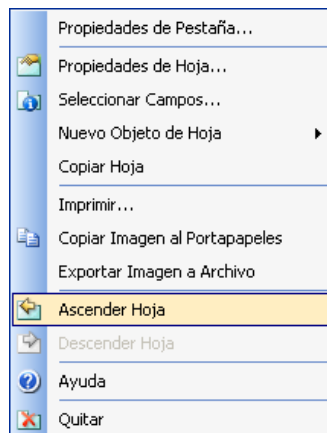 Propiedades de Pestaña...
Propiedades de Hoja...
Seleccionar Campos...
Nuevo Objeto de Hoja
Copiar Hoja
Imprimir...
Copiar Imagen al Portapapeles
Exportar Imagen a Archivo
Ascender Hoja
Descender Hoja
Ayuda
Quitar